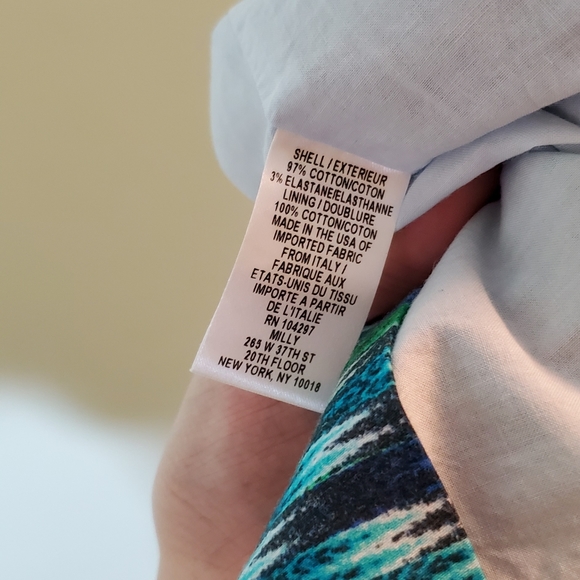 SHELL / EXTERIEUR
97% COTTON/COTON
3% ELASTANE/ELASTHANNE
LINING / DOUBLURE
100% COTTON/COTON
MADE IN THE USA OF
IMPORTED FABRIC
FROM ITALY /
FABRIQUE AUX
ETATS-UNIS DU TISSU
IMPORTE A PARTIR
DE L'ITALIE
RN 104297
MILLY
265 W 37TH ST
20TH FLOOR
NEW YORK, NY 10018